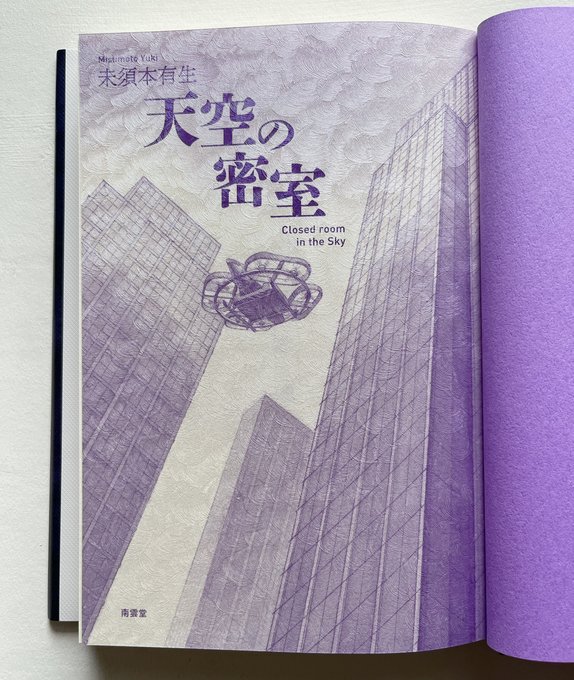 Misumoto Yuki
未須本有生
天空の
密室
Closed room
in the Sky
南雲堂